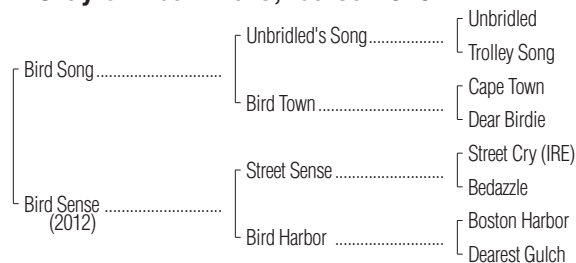 Unbridled
Unbridled's Song
Trolley Song
Bird Song
Cape Town
Bird Town
Dear Birdie
Street Cry (IRE)
Street Sense
Bedazzle
Bird Sense
(2012)
Boston Harbor
Bird Harbor
Dearest Gulch